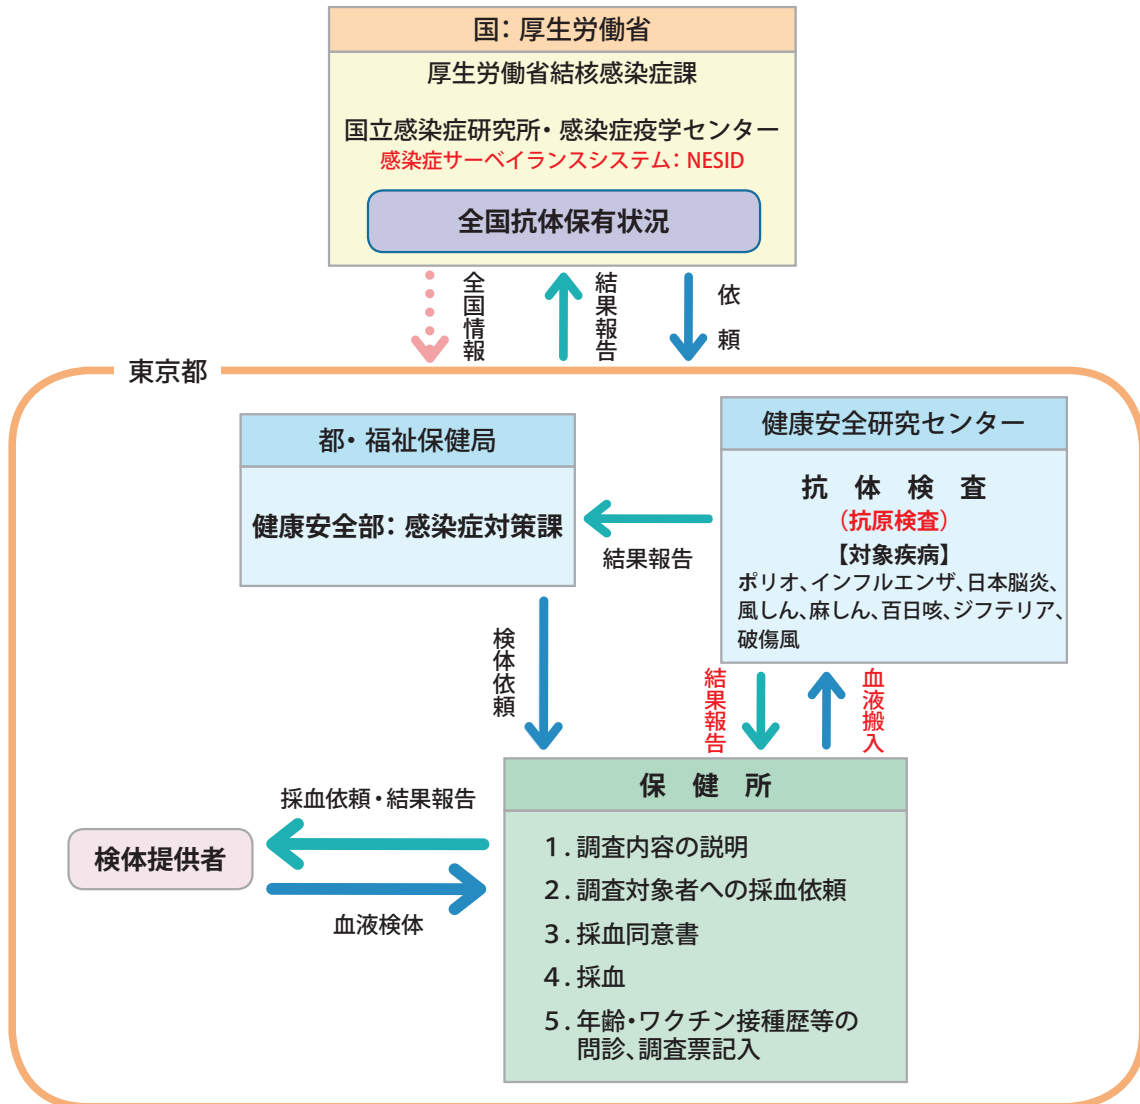 国：厚生労働省
厚生労働省結核感染症課
国立感染症研究所・感染症疫学センター
感染症サーベイランスシステム：NESID
全国抗体保有状況
全国情報
結果報告
依頼
東京都
都・福祉保健局
健康安全部：感染症対策課
健康安全研究センター
抗体検査
（抗原検査）
【対象疾病】
ポリオ、インフルエンザ、日本脳炎、
風しん、麻しん、百日咳、ジフテリア、
破傷風
結果報告
検体依頼
結果報告
血液搬入
保健所
1．調査内容の説明
2．調査対象者への採血依頼
3．採血同意書
4．採血
5．年齢・ワクチン接種歴等の
問診、調査票記入
採血依頼・結果報告
検体提供者
血液検体